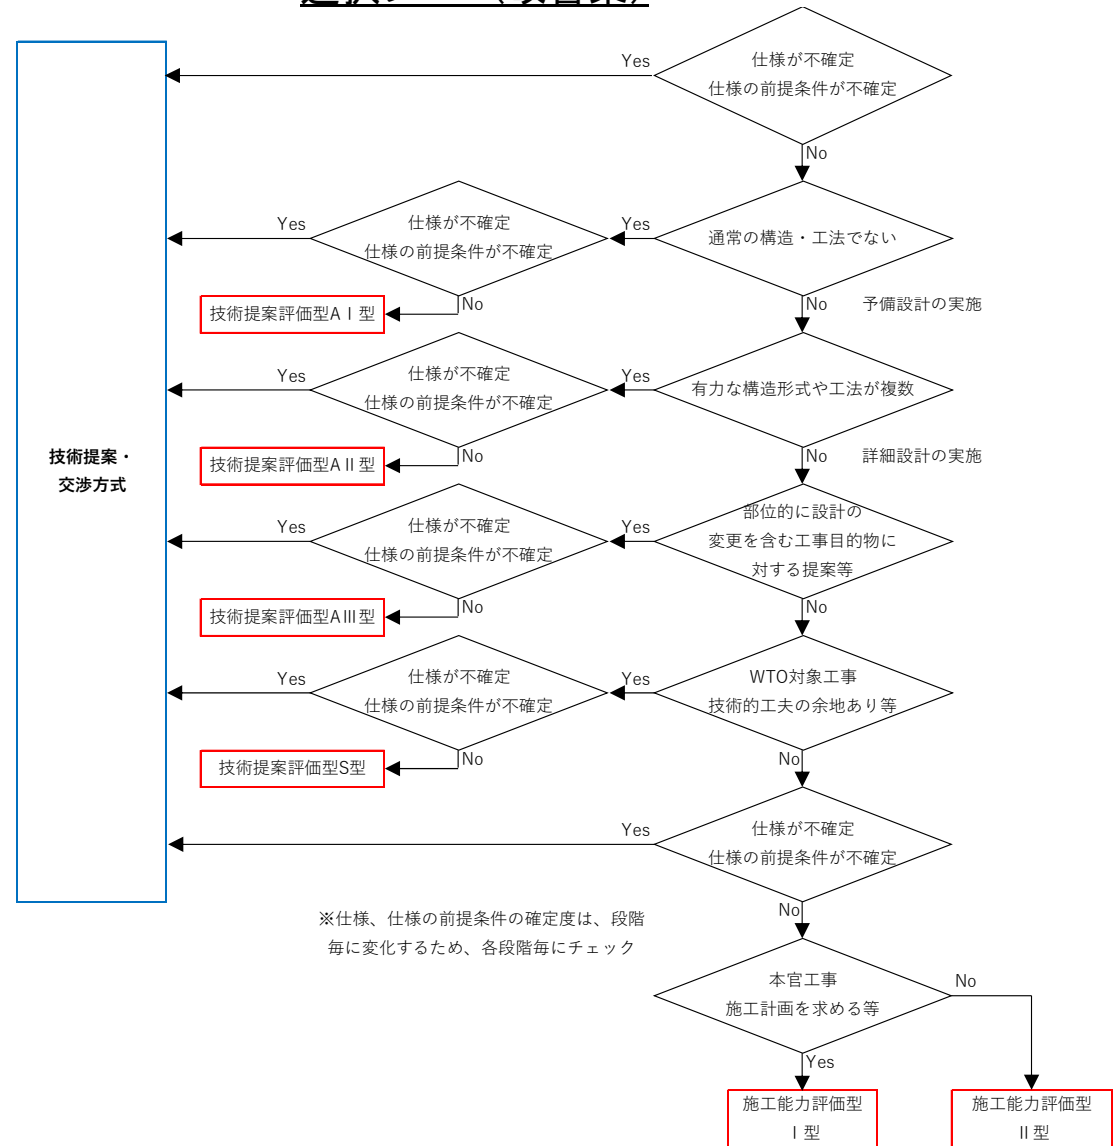 仕様が不確定
仕様の前提条件が不確定
Yes
No
通常の構造・工法でない
Yes
仕様が不確定
仕様の前提条件が不確定
Yes
No
技術提案評価型AⅠ型
No
予備設計の実施
有力な構造形式や工法が複数
Yes
仕様が不確定
仕様の前提条件が不確定
Yes
No
技術提案評価型AⅡ型
No
詳細設計の実施
技術提案・
交渉方式
部位的に設計の
変更を含む工事目的物に
対する提案等
Yes
仕様が不確定
仕様の前提条件が不確定
Yes
No
技術提案評価型AⅢ型
No
WTO対象工事
技術的工夫の余地あり等
Yes
仕様が不確定
仕様の前提条件が不確定
Yes
No
技術提案評価型S型
No
仕様が不確定
仕様の前提条件が不確定
Yes
No
※仕様、仕様の前提条件の確定度は、段階
毎に変化するため、各段階毎にチェック
本官工事
施工計画を求める等
No
Yes
施工能力評価型
Ⅰ型
施工能力評価型
Ⅱ型